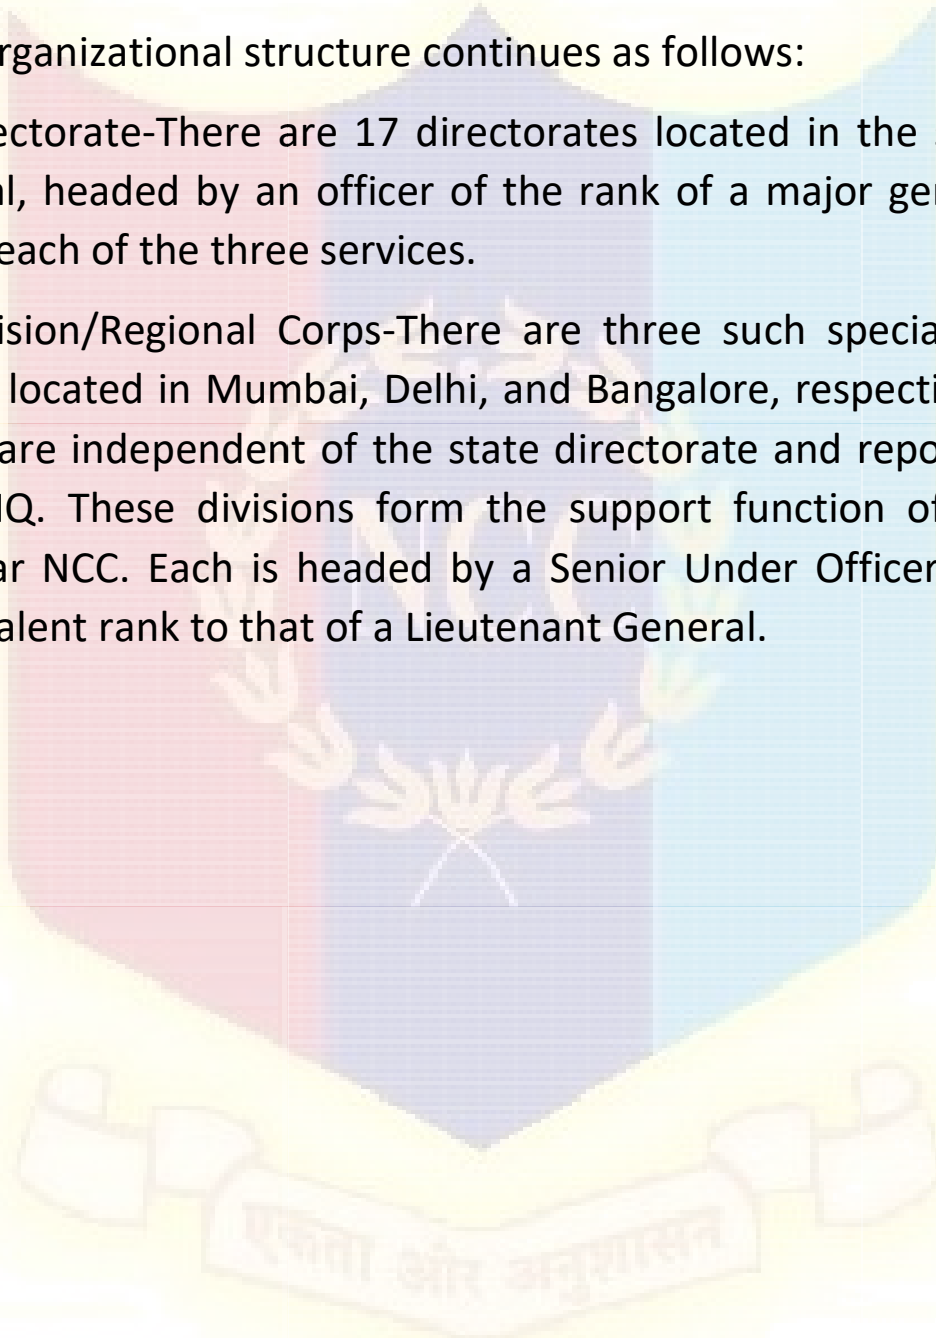 rganizational structure continues as follows:
ectorate-There are 17 directorates located in the
l, headed by an officer of the rank of a major ger
each of the three services.
ision/Regional Corps-There are three such specia
located in Mumbai, Delhi, and Bangalore, respecti
are independent of the state directorate and repo
IQ. These divisions form the support function of
ar NCC. Each is headed by a Senior Under Officer
alent rank to that of a Lieutenant General.
NCC
एकता और अनुशासन